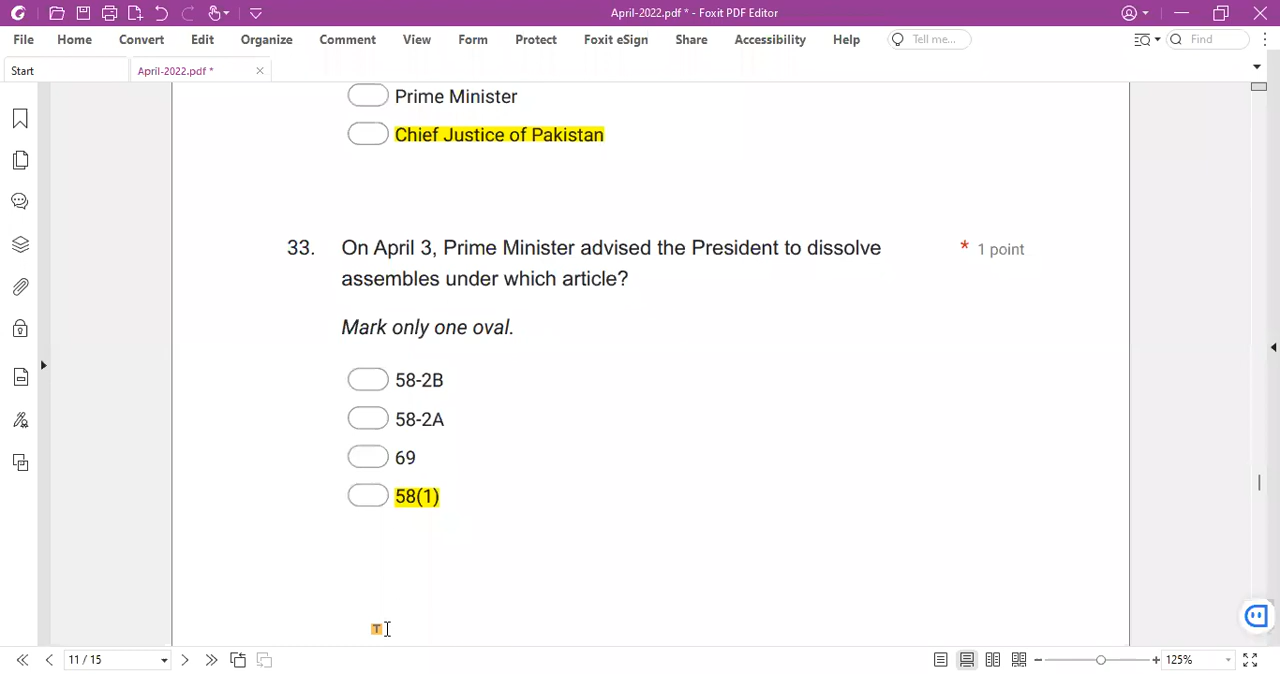 April-2022.pdf * - Foxit PDF Editor
File Home Convert Edit Organize Comment View Form Protect Foxit eSign Share Accessibility Help Tell me... Find
Start April-2022.pdf *
Prime Minister
Chief Justice of Pakistan
33. On April 3, Prime Minister advised the President to dissolve * 1 point
assembles under which article?
Mark only one oval.
58-2B
58-2A
69
58(1)
T
11 / 15 125%